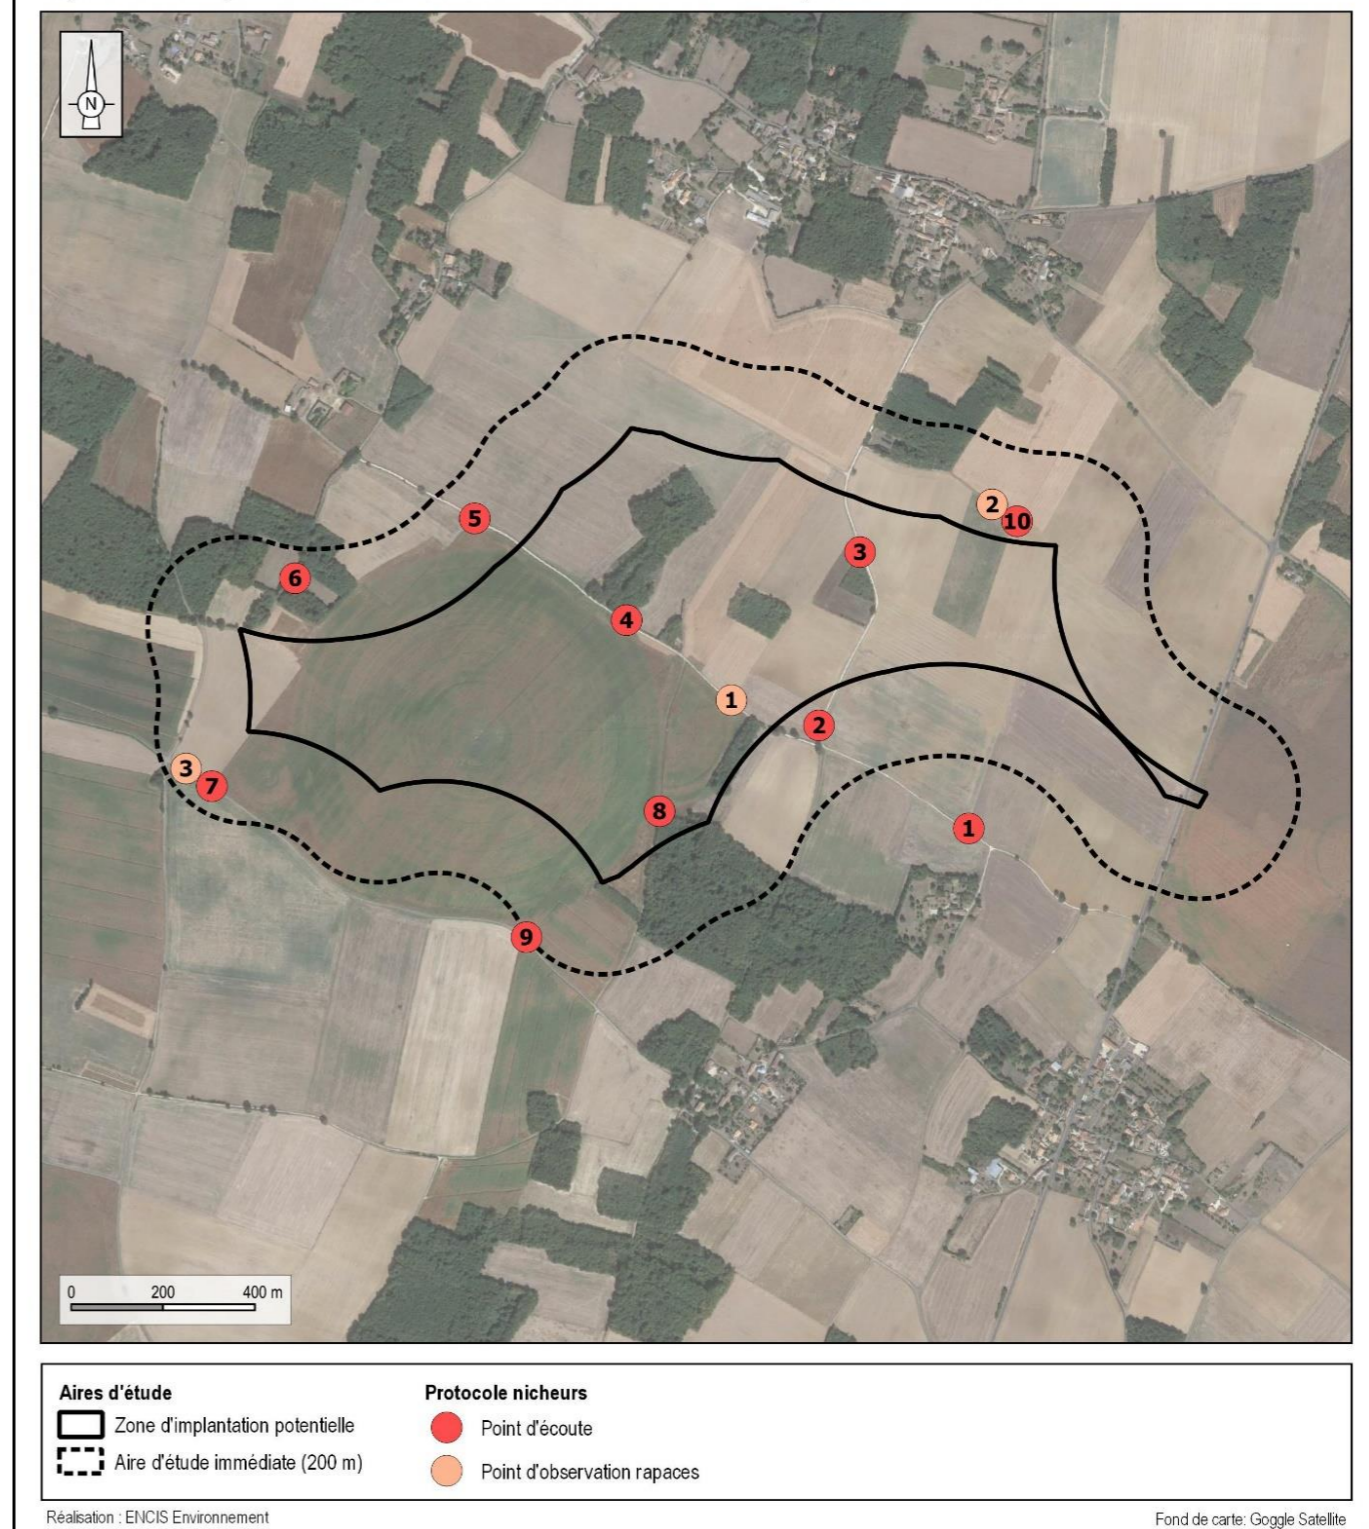 N
5
2
10
3
6
4
1
2
3
7
8
1
9
0 200 400 m
Aires d'étude
Zone d'implantation potentielle
Aire d'étude immédiate (200 m)
Protocole nicheurs
Point d'écoute
Point d'observation rapaces
Réalisation : ENCIS Environnement
Fond de carte: Goggle Satellite